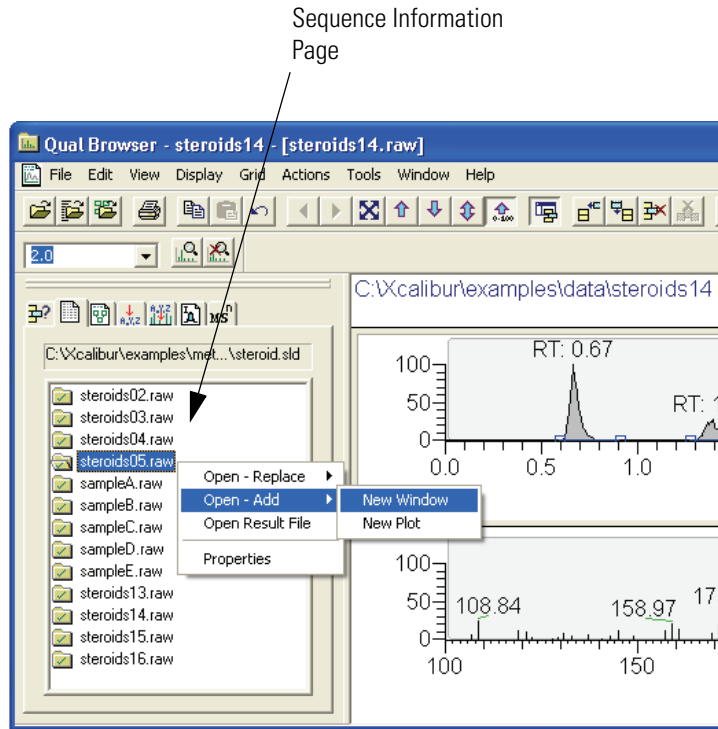 Sequence Information
Page
Qual Browser - steroids14 - [steroids14.raw]
File Edit View Display Grid Actions Tools Window Help
0-100
2.0
A,Y,Z
A,Y,Z
A
MSⁿ
C:\Xcalibur\examples\met...\steroid.sld
steroids02.raw
steroids03.raw
steroids04.raw
steroids05.raw
sampleA.raw
sampleB.raw
sampleC.raw
sampleD.raw
sampleE.raw
steroids13.raw
steroids14.raw
steroids15.raw
steroids16.raw
Open - Replace
Open - Add
Open Result File
Properties
New Window
New Plot
C:\Xcalibur\examples\data\steroids14
RT: 0.67
RT: 1
100
50
0
0.0 0.5 1.0
100
50
0
108.84
158.97
17
100 150